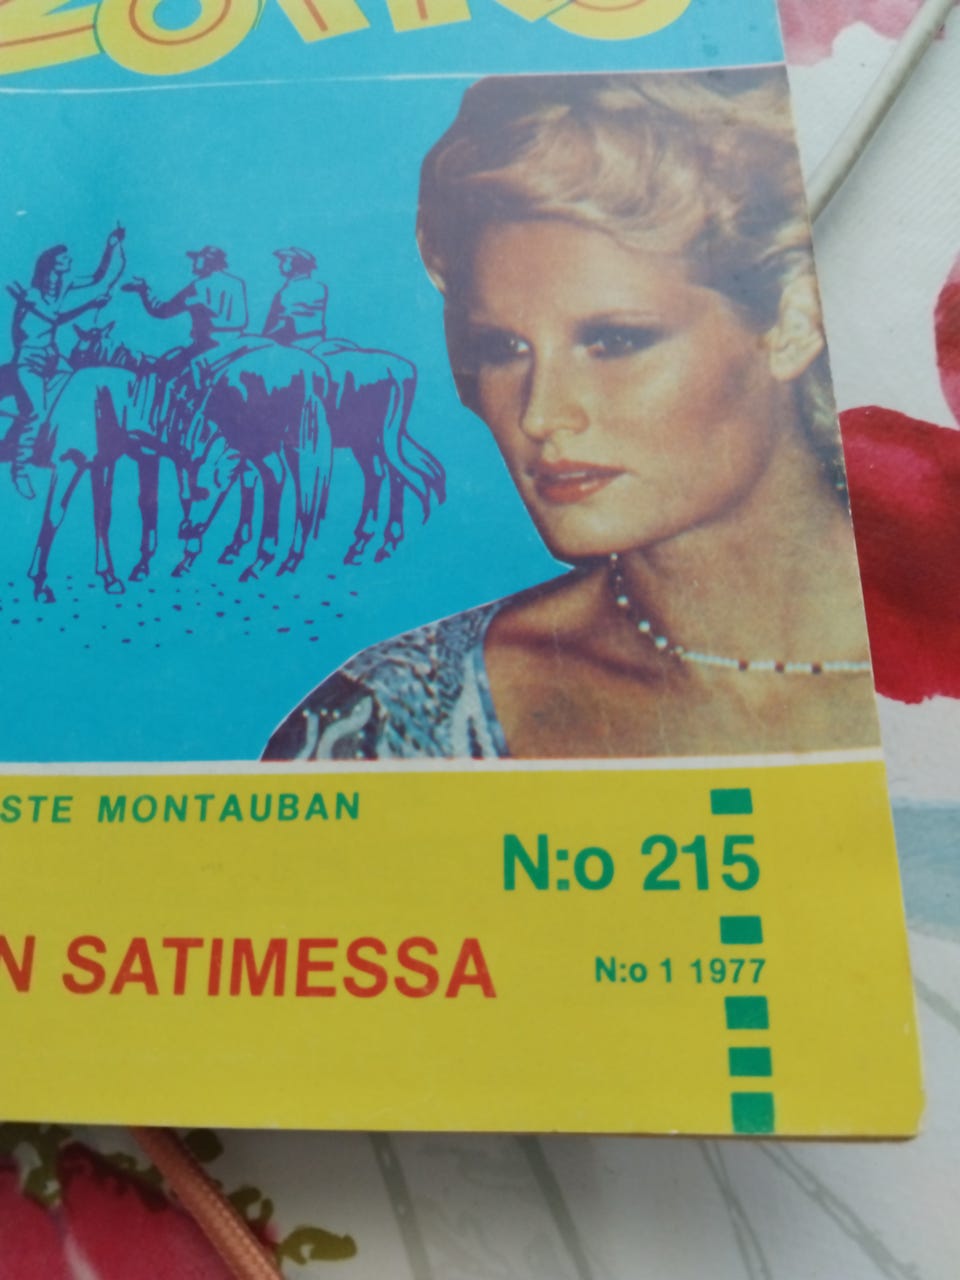 STE MONTAUBAN
N:o 215
N SATIMESSA
N:o 1 1977